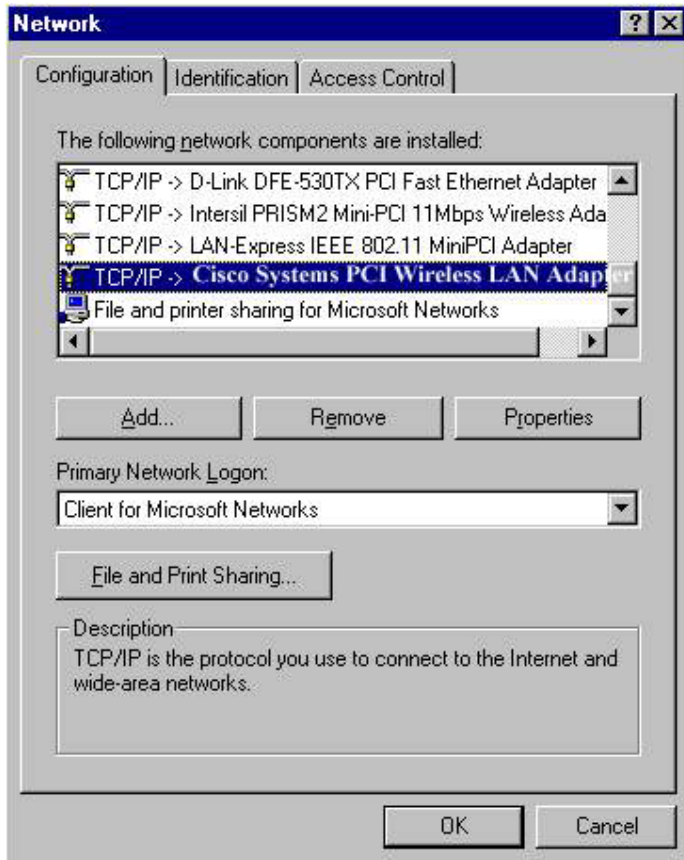 Network
Configuration Identification Access Control
The following network components are installed:
TCP/IP -> D-Link DFE-530TX PCI Fast Ethernet Adapter
TCP/IP -> Intersil PRISM2 Mini-PCI 11Mbps Wireless Ada
TCP/IP -> LAN-Express IEEE 802.11 MiniPCI Adapter
TCP/IP -> Cisco Systems PCI Wireless LAN Adapter
File and printer sharing for Microsoft Networks
Add... Remove Properties
Primary Network Logon:
Client for Microsoft Networks
File and Print Sharing...
Description
TCP/IP is the protocol you use to connect to the Internet and
wide-area networks.
OK Cancel